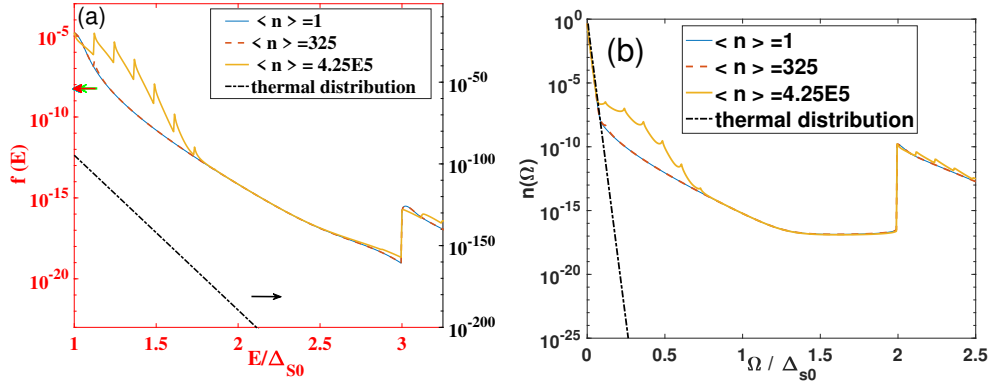 (a)
< n > =1
< n > =325
< n > = 4.25E5
thermal distribution
f (E)
10^-5
10^-10
10^-15
10^-20
10^-50
10^-100
10^-150
10^-200
1
1.5
2
2.5
3
E/Δ_S0
(b)
< n > =1
< n > =325
< n > =4.25E5
thermal distribution
n(Ω)
10^0
10^-5
10^-10
10^-15
10^-20
10^-25
0
0.5
1
1.5
2
2.5
Ω / Δ_s0